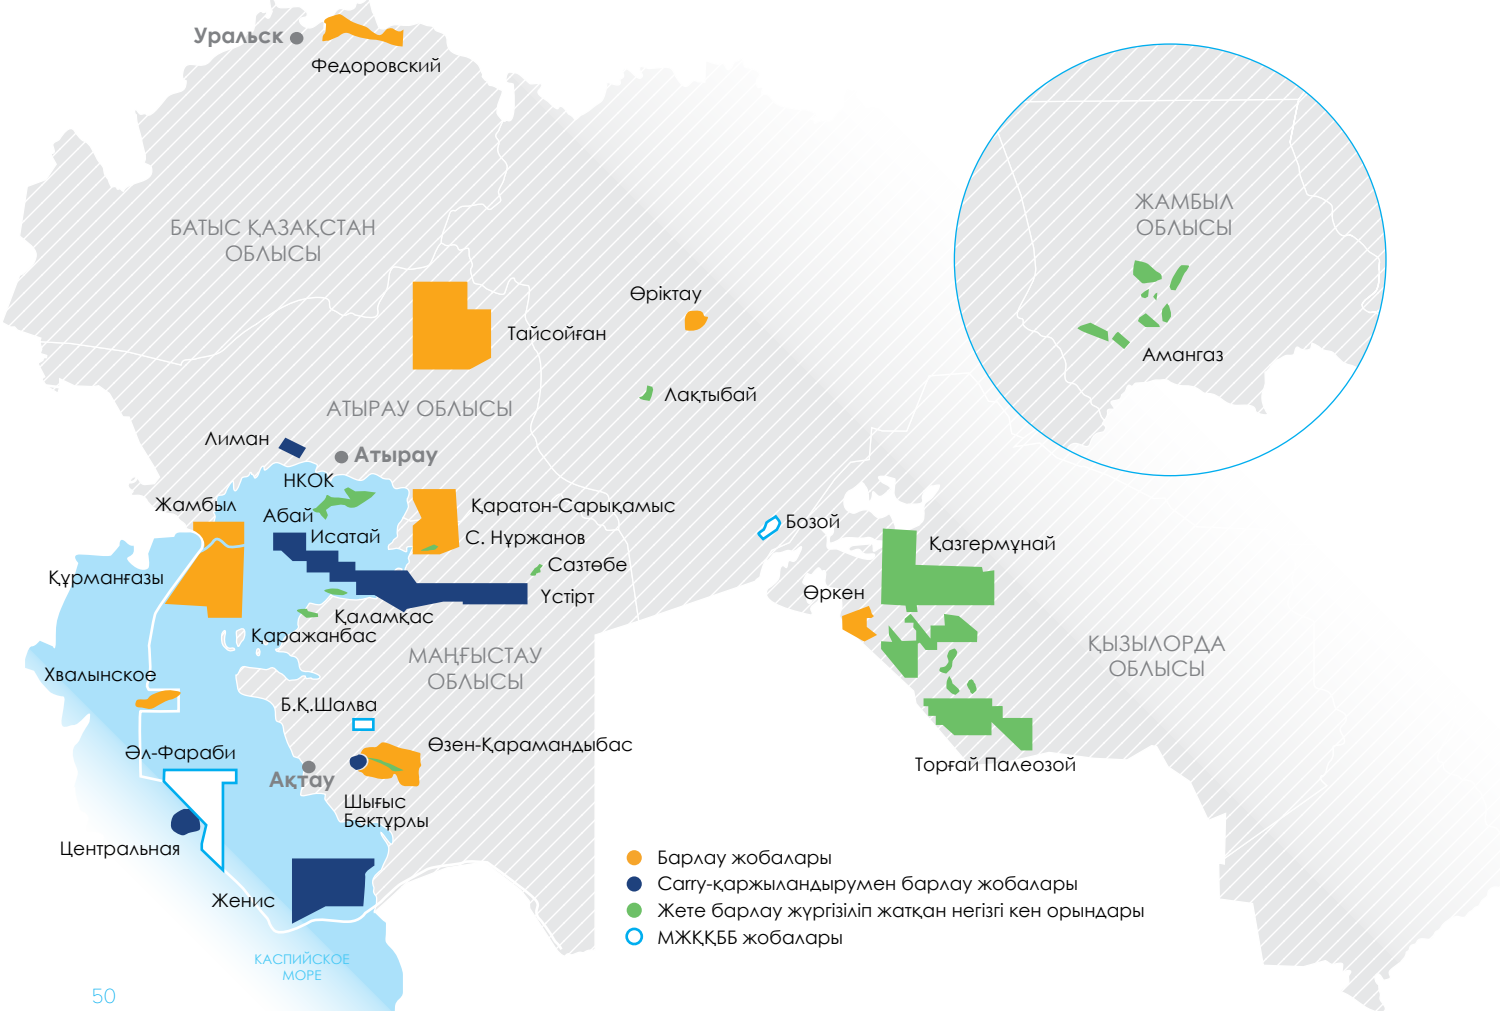 Уральск
Федоровский
БАТЫС ҚАЗАҚСТАН
ОБЛЫСЫ
ЖАМБЫЛ
ОБЛЫСЫ
Өріктау
Тайсойған
Амангаз
Лақтыбай
АТЫРАУ ОБЛЫСЫ
Лиман
Атырау
НКОК
Жамбыл
Қаратон-Сарықамыс
Абай
Исатай
С. Нұржанов
Бозой
Қазгермұнай
Сазтөбе
Құрманғазы
Үстірт
Өркен
Қаламқас
Қаражанбас
МАҢҒЫСТАУ
ОБЛЫСЫ
ҚЫЗЫЛОРДА
ОБЛЫСЫ
Хвалынское
Б.Қ.Шалва
Өзен-Қарамандыбас
Әл-Фараби
Ақтау
Торғай Палеозой
Шығыс
Бектұрлы
Центральная
Женис
Барлау жобалары
Carry-қаржыландырумен барлау жобалары
Жете барлау жүргізіліп жатқан негізгі кен орындары
МЖҚҚББ жобалары
КАСПИЙСКОЕ
МОРЕ
50